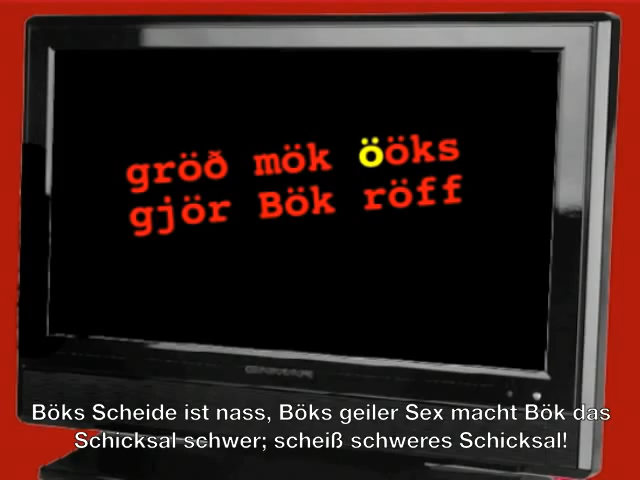 gröð mök ööks
gjör Bök röff
Böks Scheide ist nass, Böks geiler Sex macht Bök das
Schicksal schwer; scheiß schweres Schicksal!